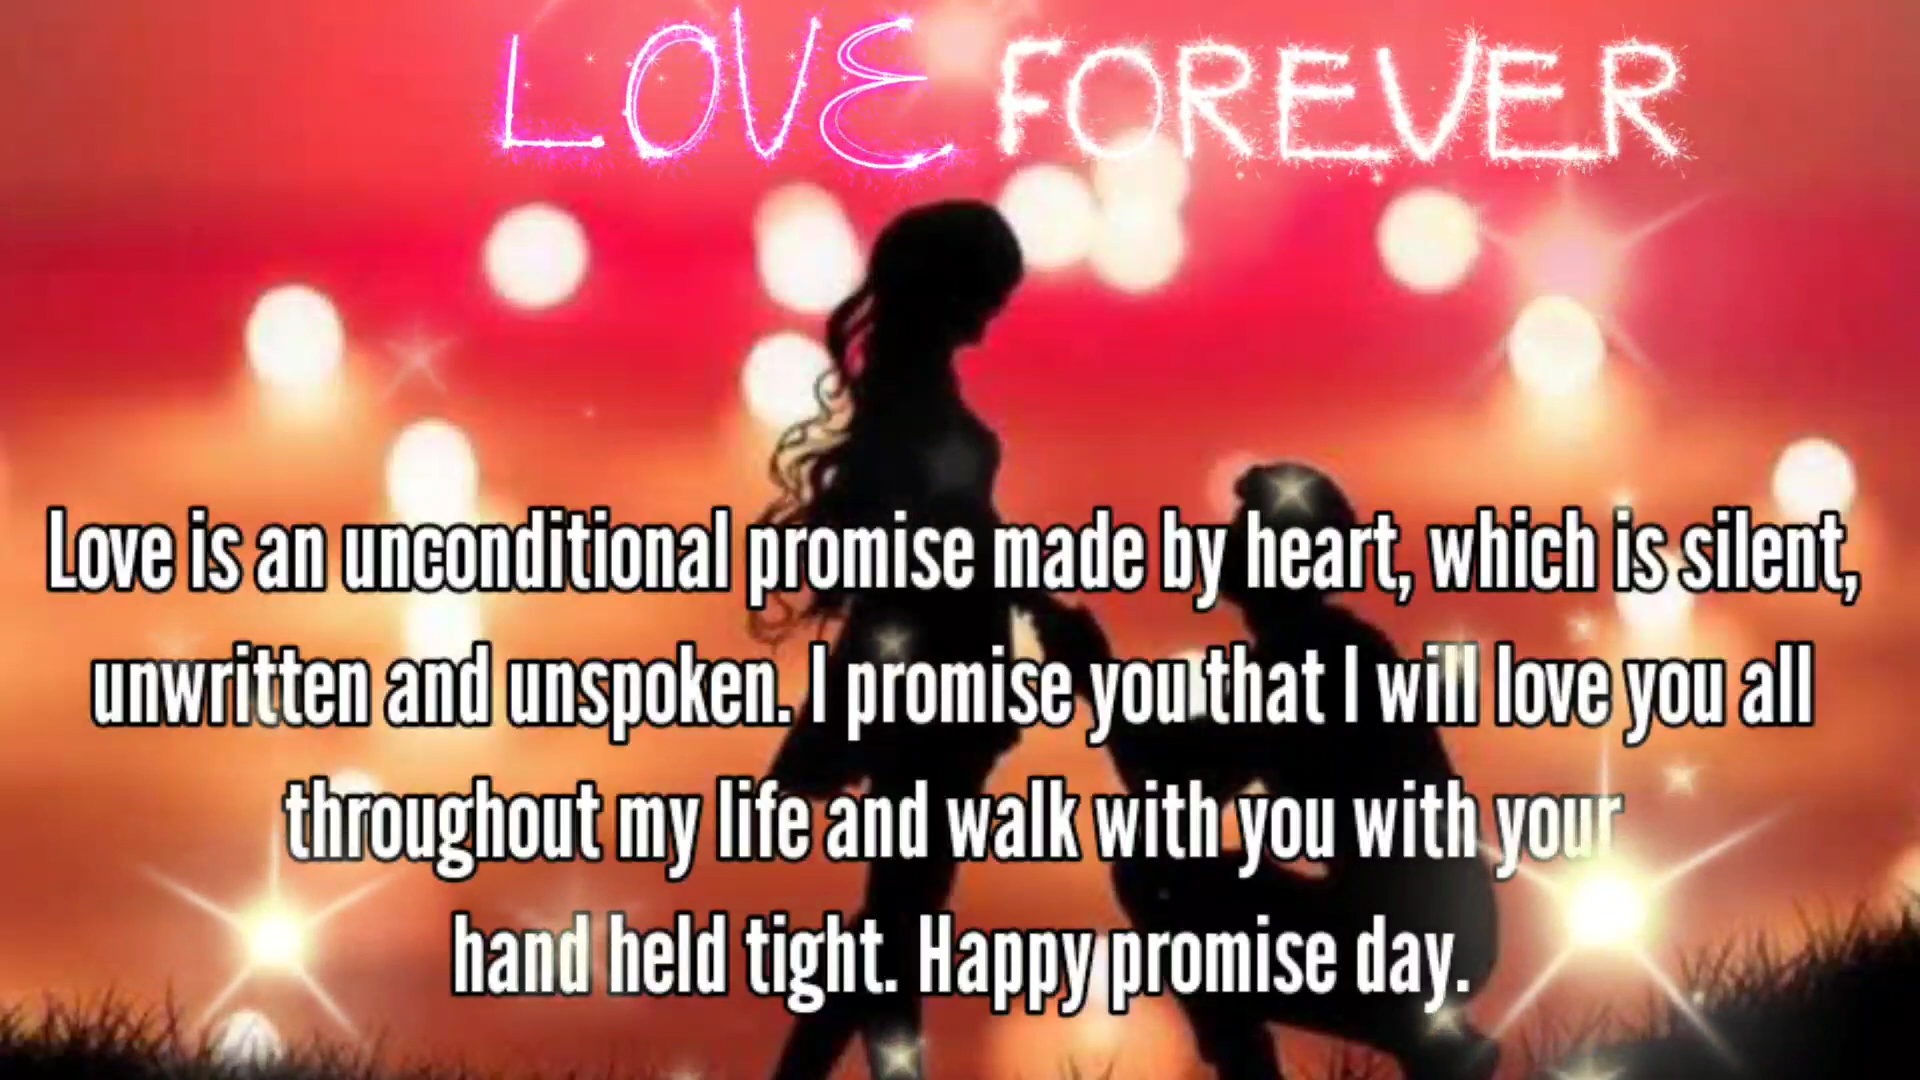 LOVE FOREVER
Love is an unconditional promise made by heart, which is silent,
unwritten and unspoken. I promise you that I will love you all
throughout my life and walk with you with your
hand held tight. Happy promise day.